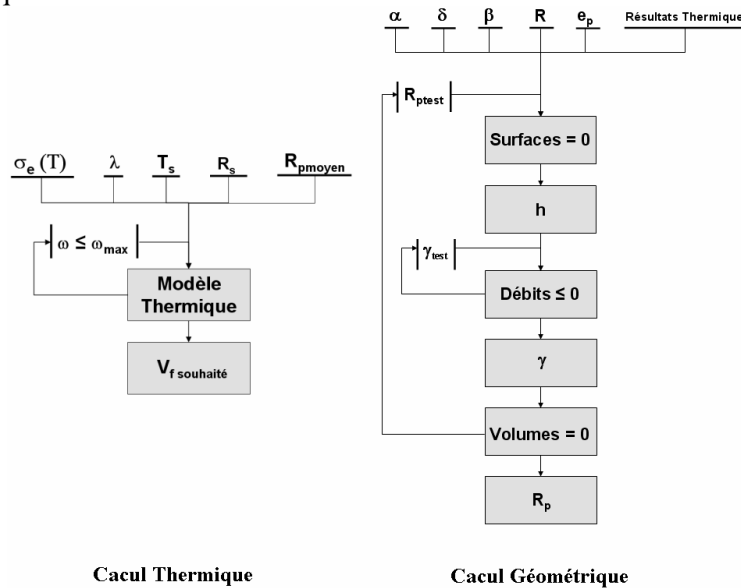 α δ β R e_p Résultats Thermique
R_ptest
Surfaces = 0
h
γ_test
Débits ≤ 0
γ
Volumes = 0
R_p
σ_e (T) λ T_s R_s R_pmoyen
ω ≤ ω_max
Modèle
Thermique
V_f souhaité
Cacul Thermique
Cacul Géométrique